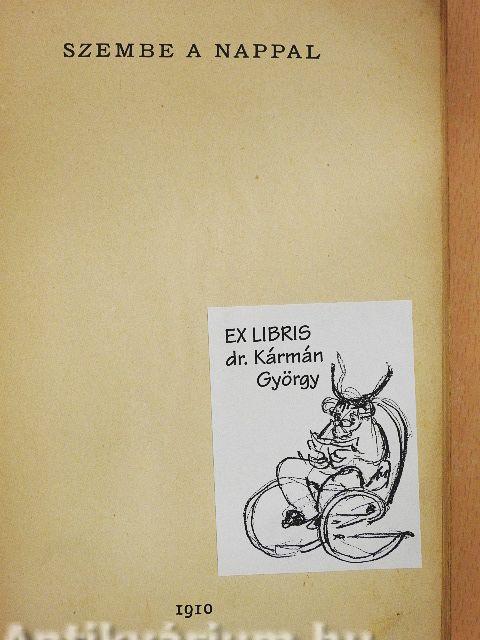 SZEMBE A NAPPAL
EX LIBRIS
dr. Kármán
György
1910
Antikvárium.hu